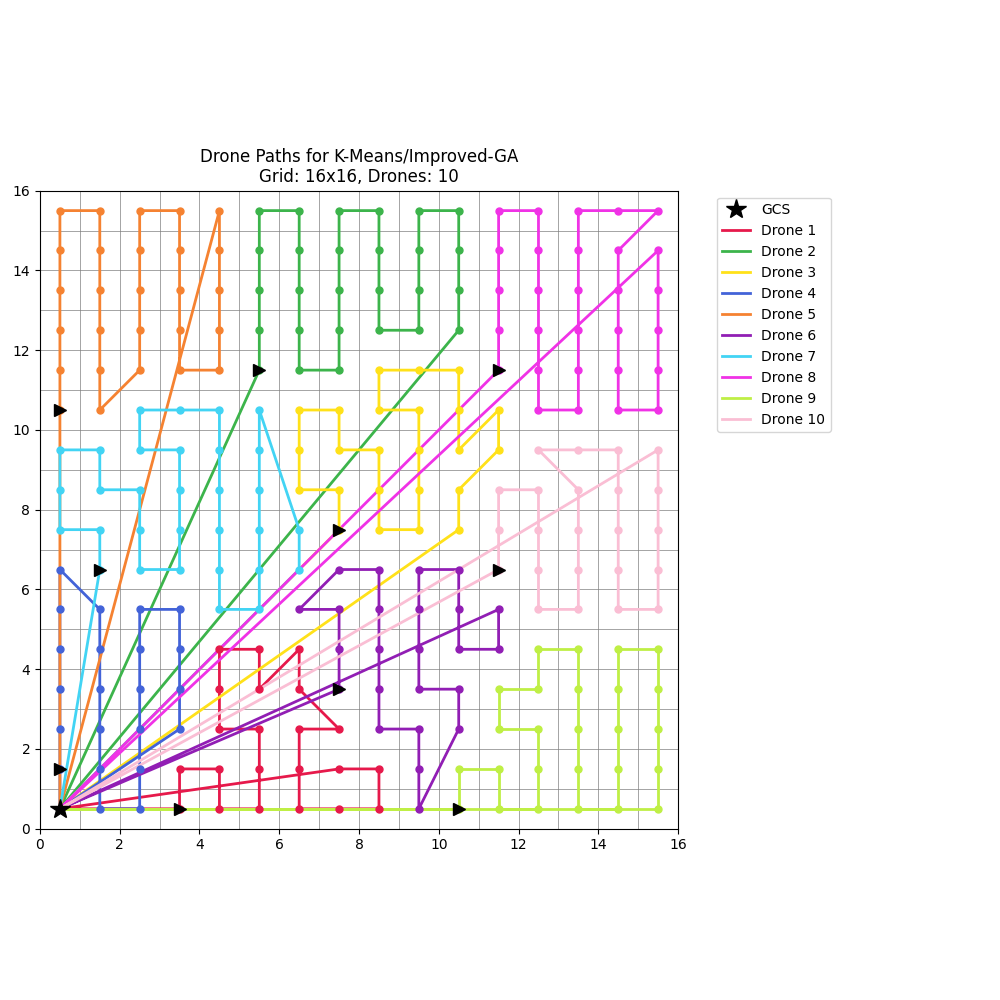 Drone Paths for K-Means/Improved-GA
Grid: 16x16, Drones: 10
16
14
12
10
8
6
4
2
0
0 2 4 6 8 10 12 14 16
GCS
Drone 1
Drone 2
Drone 3
Drone 4
Drone 5
Drone 6
Drone 7
Drone 8
Drone 9
Drone 10